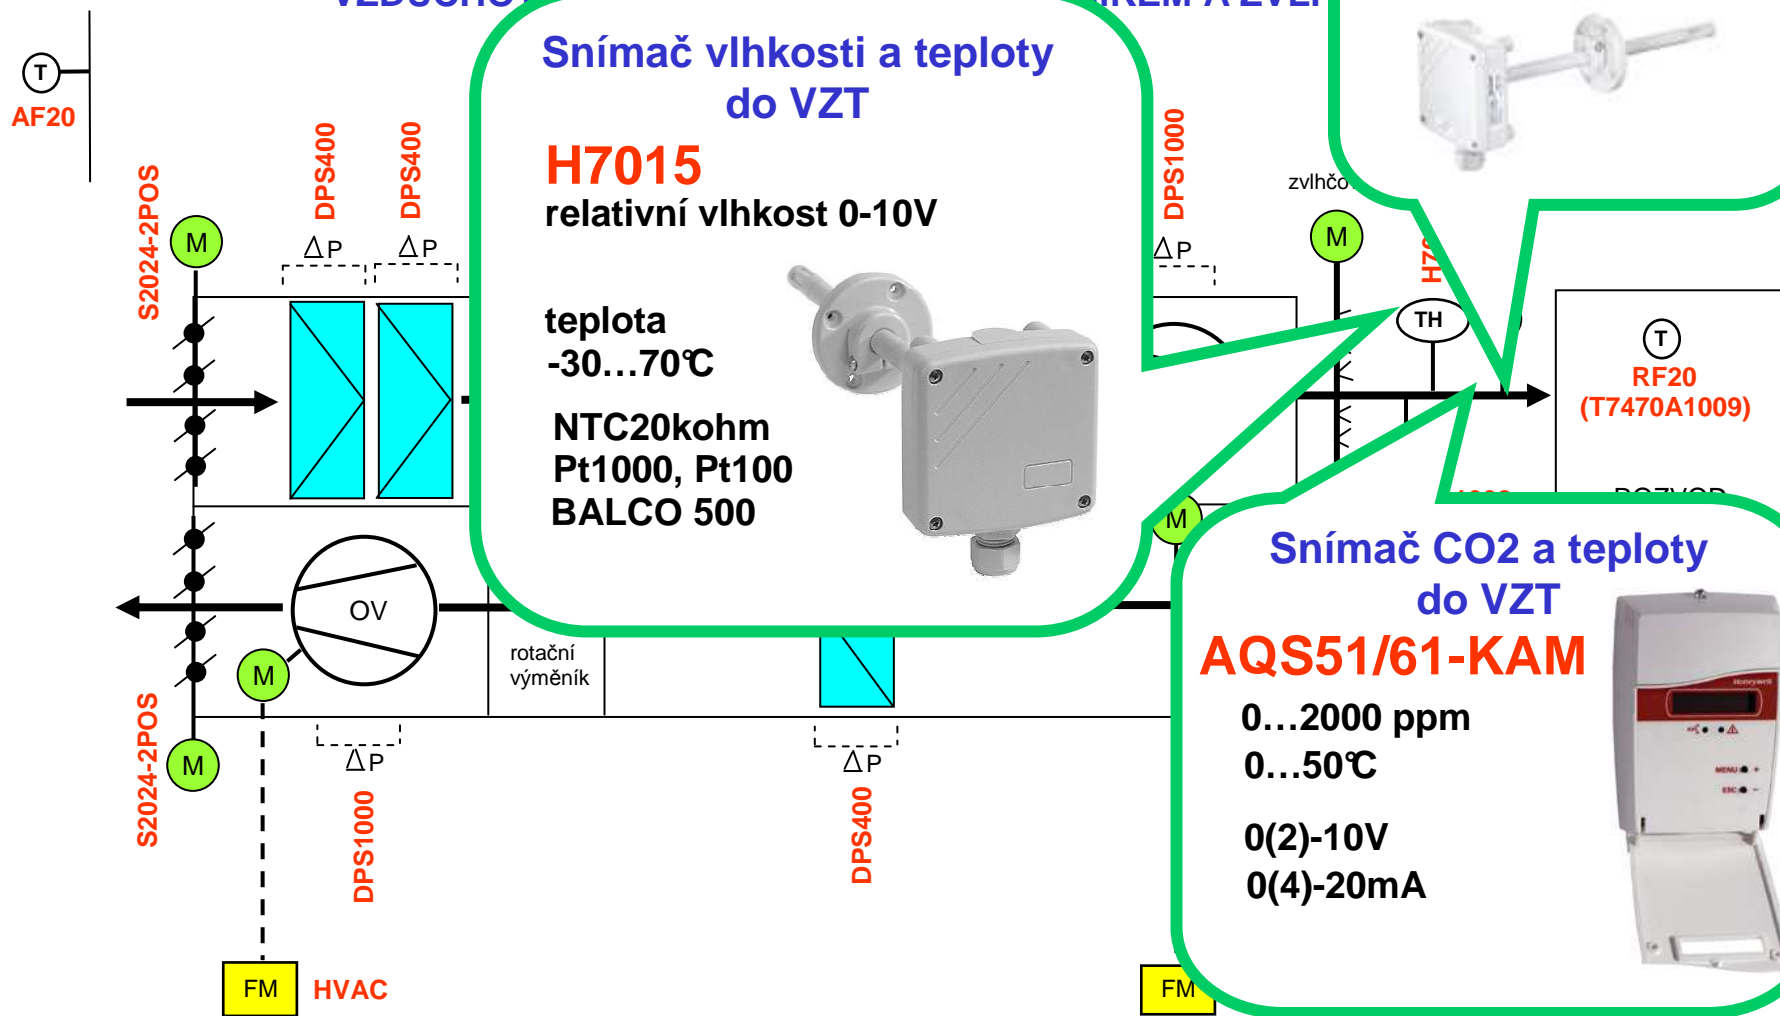 T
AF20
Snímač vlhkosti a teploty
do VZT
H7015
relativní vlhkost 0-10V
teplota
-30…70°C
NTC20kohm
Pt1000, Pt100
BALCO 500
S2024-2POS
M
DPS400
ΔP
DPS400
ΔP
DPS1000
ΔP
M
TH
T
RF20
(T7470A1009)
M
OV
M
rotační
výměník
S2024-2POS
M
ΔP
DPS1000
ΔP
DPS400
FM
HVAC
FM
Snímač CO2 a teploty
do VZT
AQS51/61-KAM
0…2000 ppm
0…50°C
0(2)-10V
0(4)-20mA
Honeywell
MENU +
ESC -